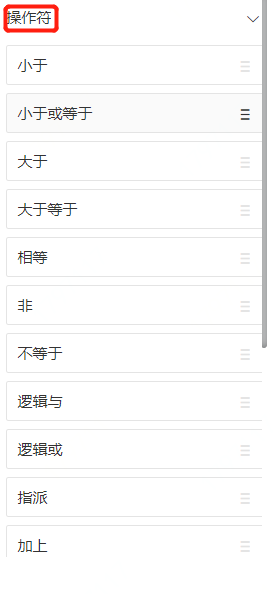 操作符
小于
小于或等于
大于
大于等于
相等
非
不等于
逻辑与
逻辑或
指派
加上